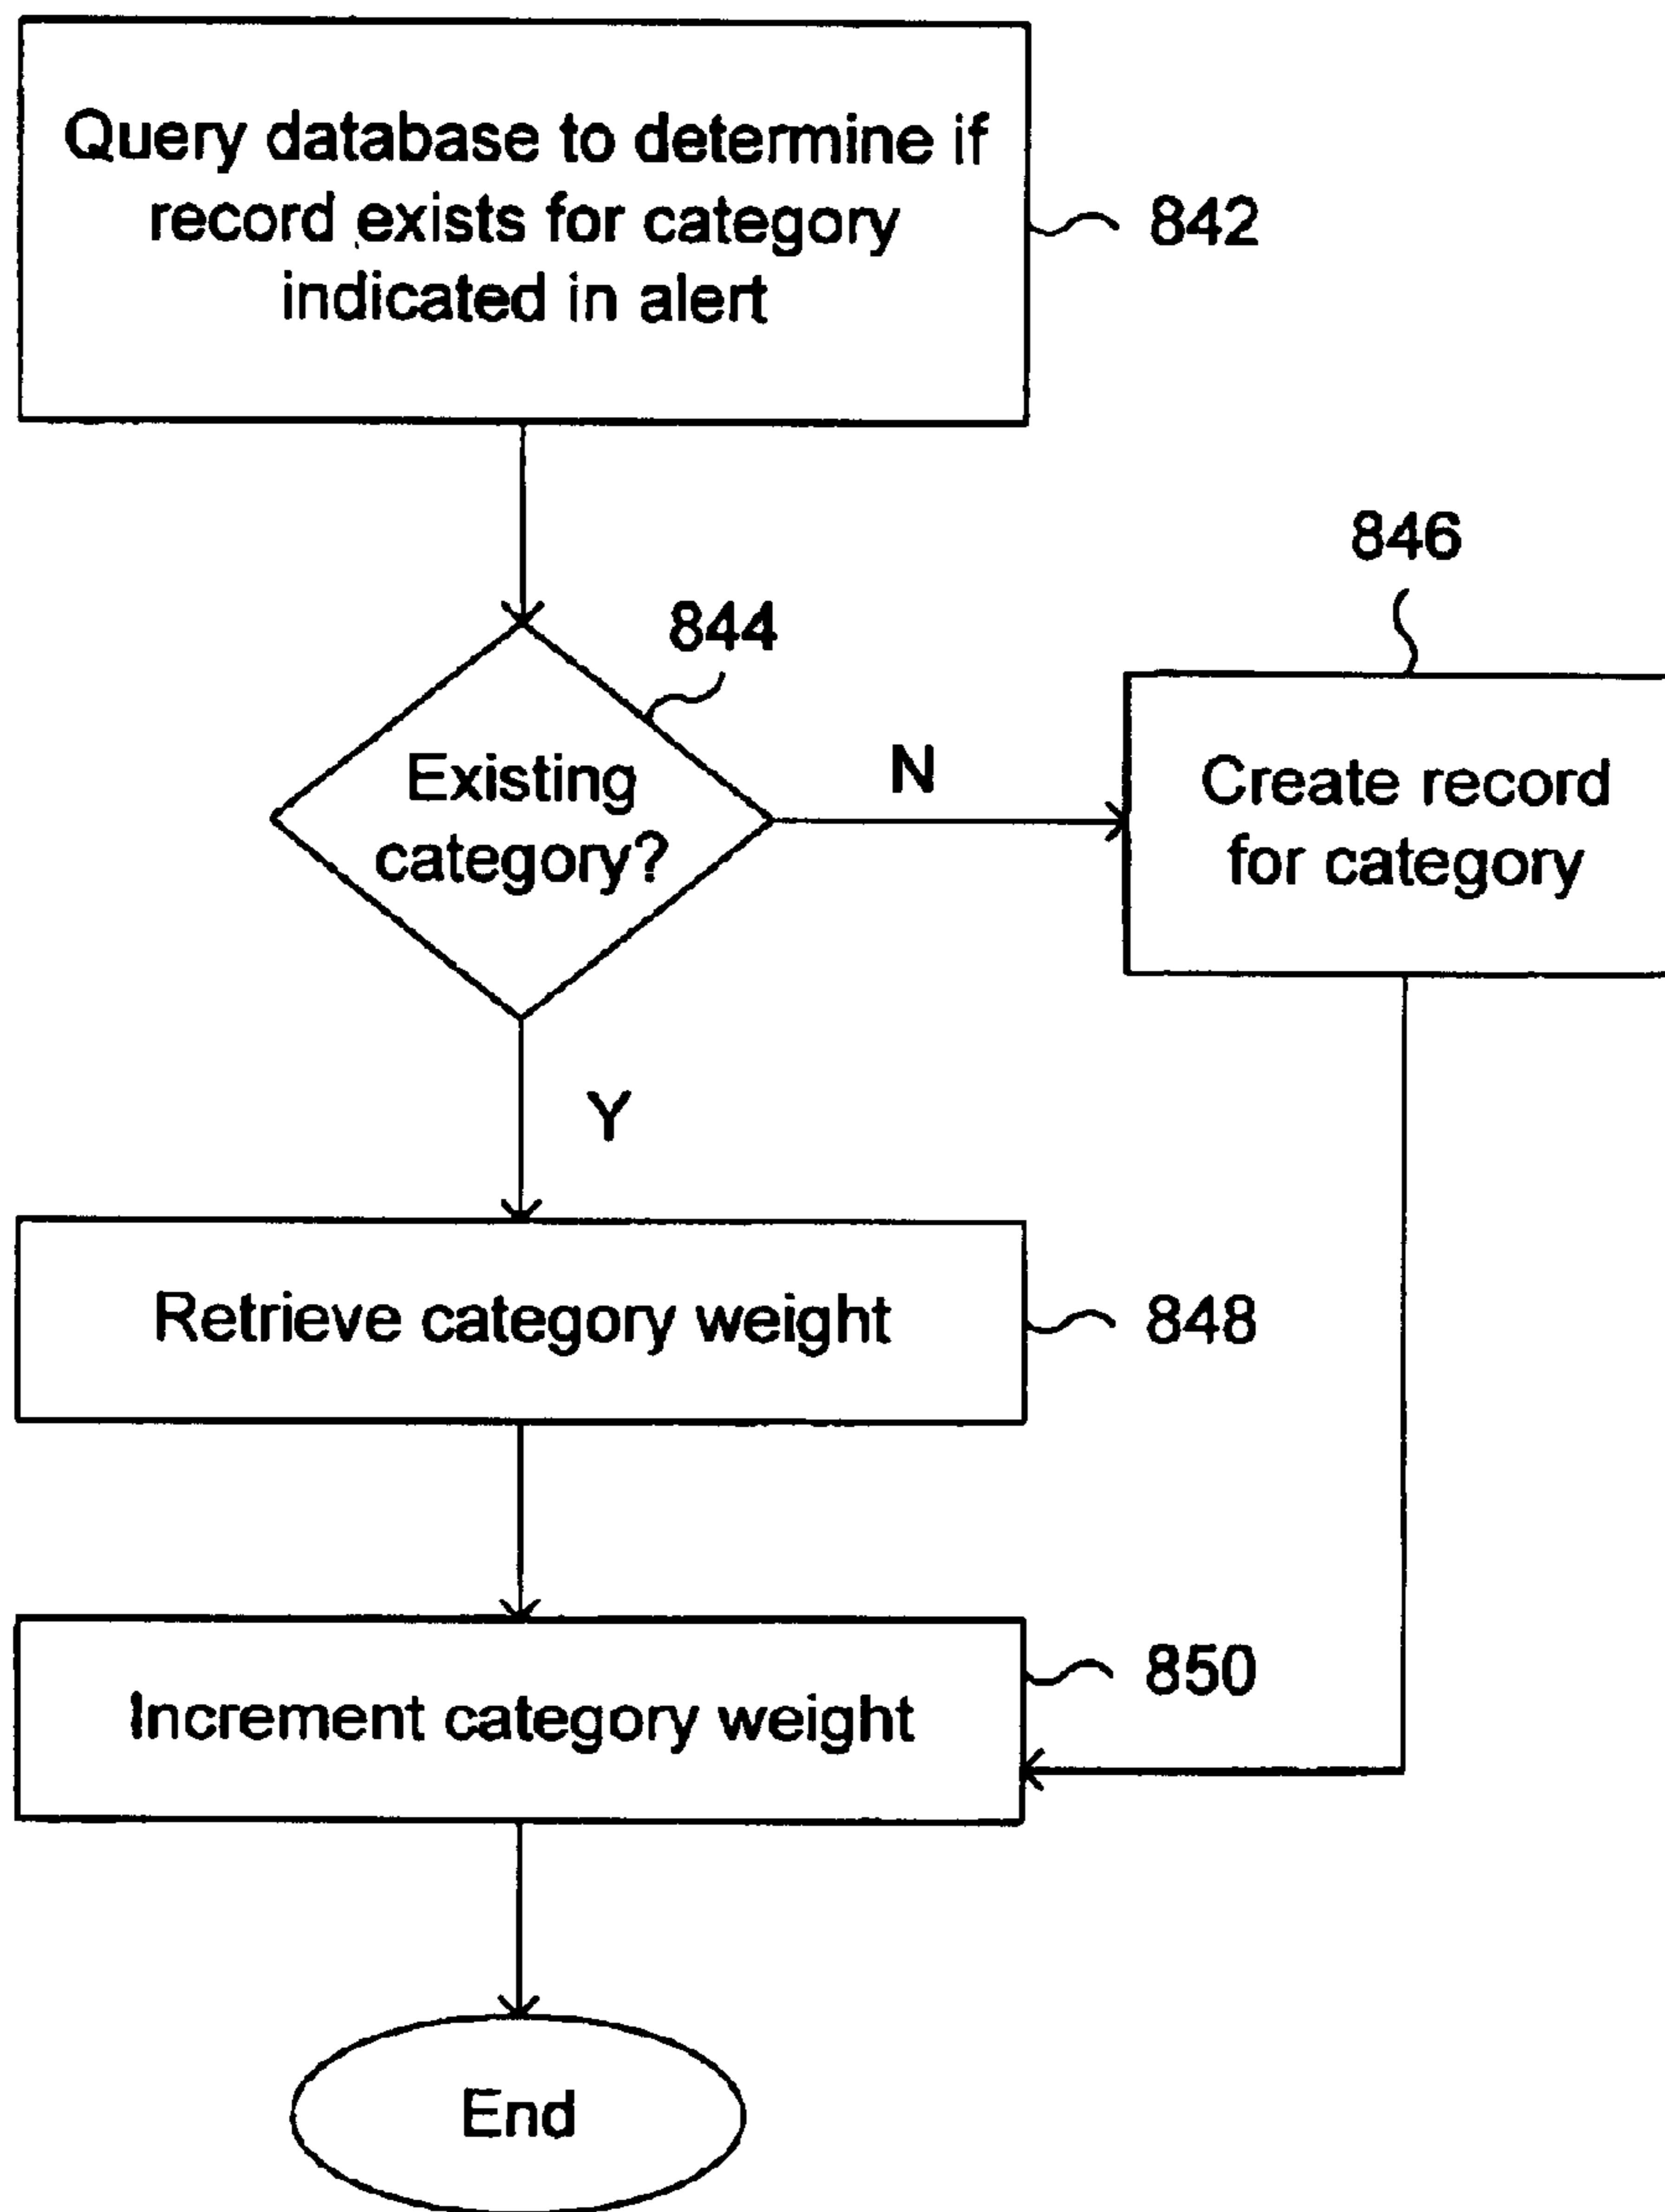 Query database to determine if
record exists for category
indicated in alert
842
844
846
Existing
category?
N
Create record
for category
Y
Retrieve category weight
848
Increment category weight
850
End